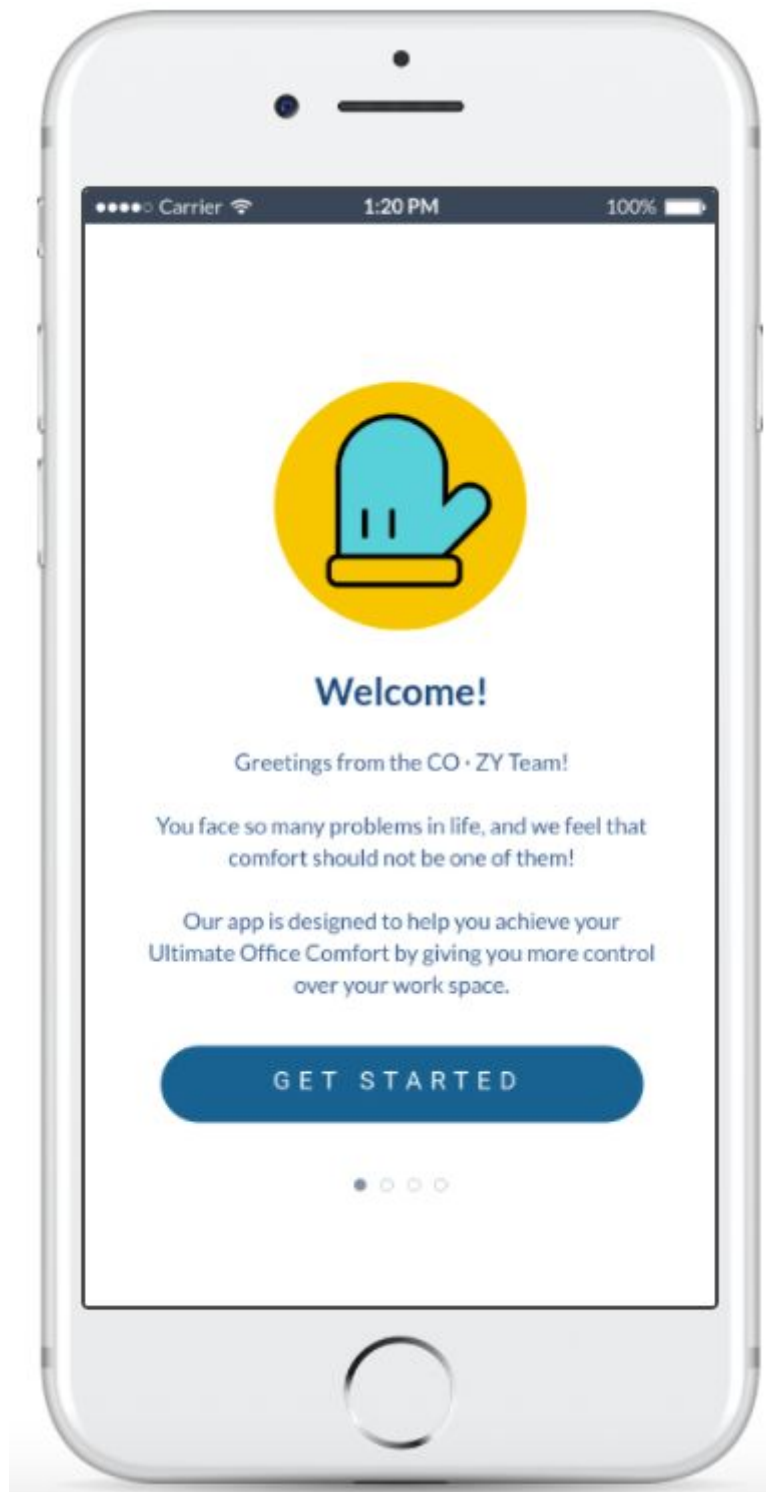 Carrier 1:20 PM 100%
Welcome!
Greetings from the CO · ZY Team!
You face so many problems in life, and we feel that
comfort should not be one of them!
Our app is designed to help you achieve your
Ultimate Office Comfort by giving you more control
over your work space.
GET STARTED